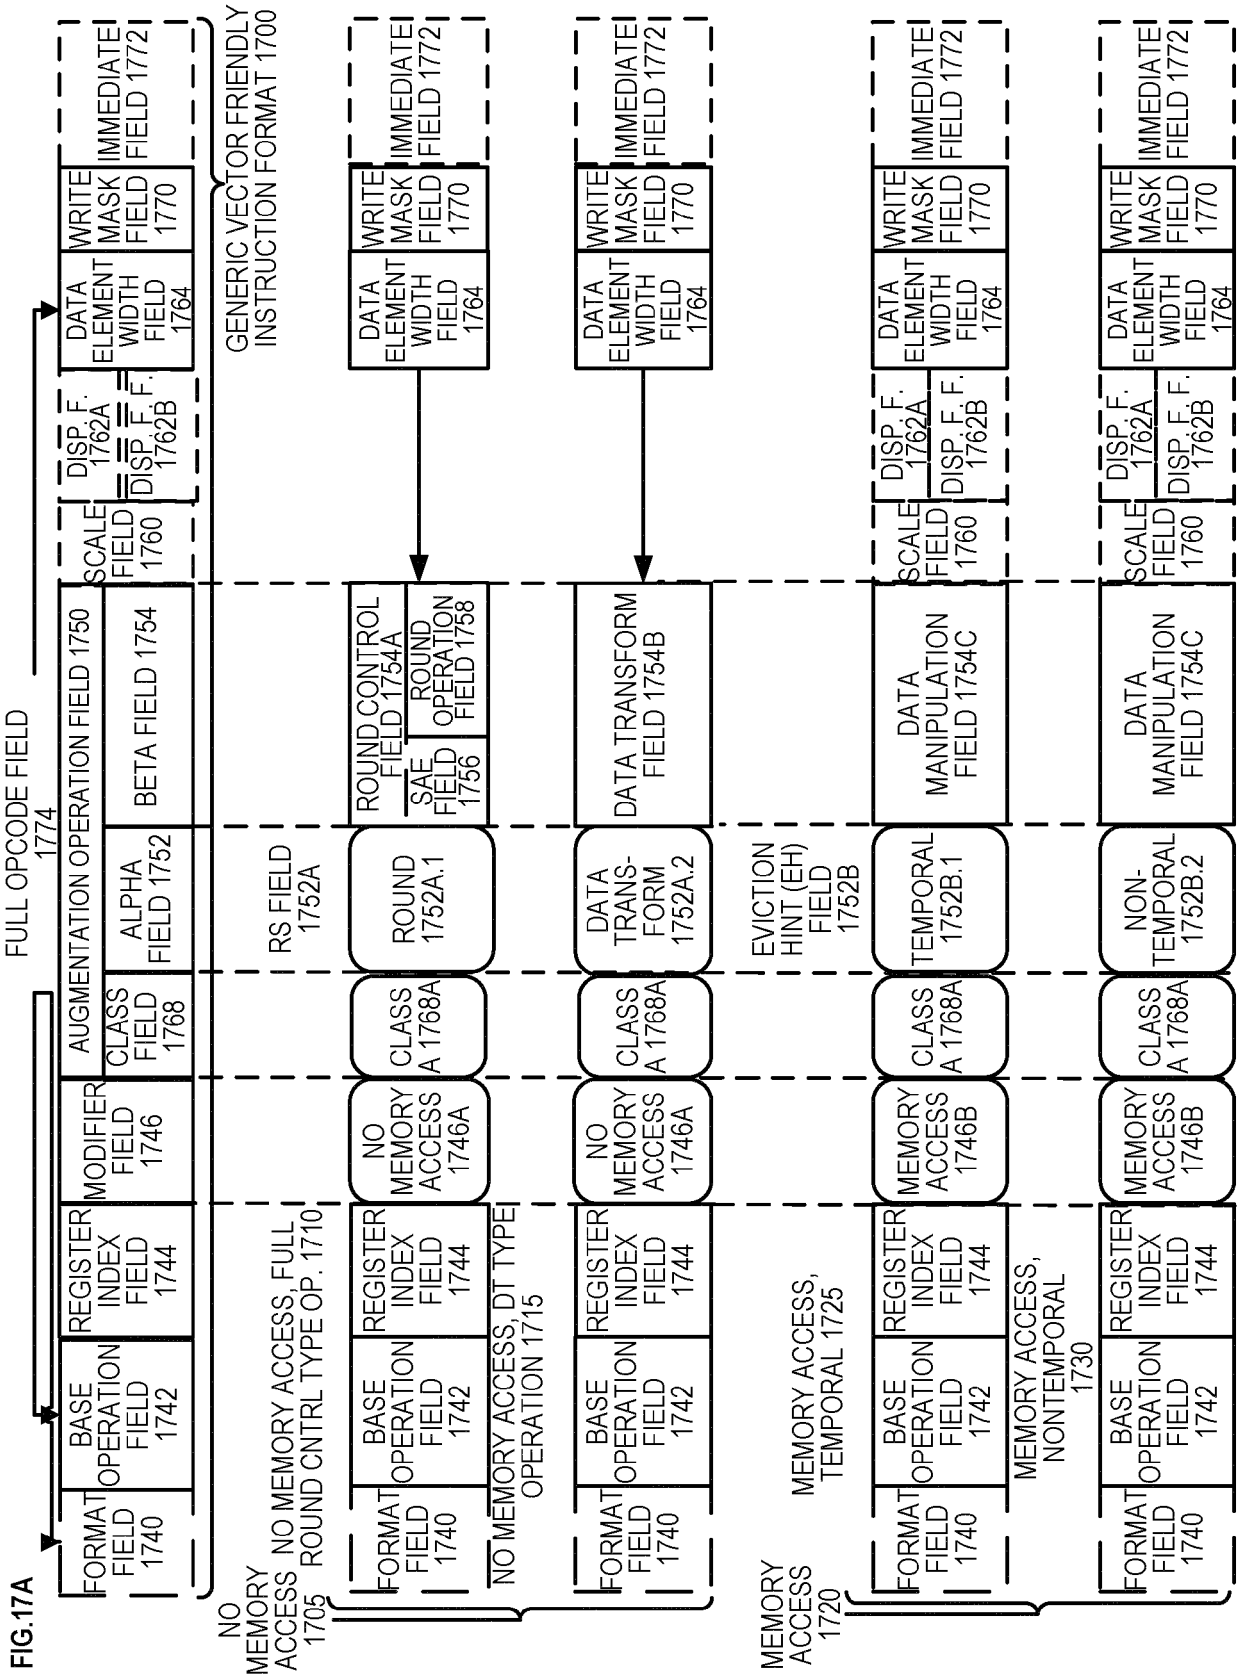 FIG.17A
FULL OPCODE FIELD
1774
FORMAT
FIELD
1740
BASE
OPERATION
FIELD
1742
REGISTER
INDEX
FIELD
1744
MODIFIER
FIELD
1746
AUGMENTATION OPERATION FIELD 1750
CLASS
FIELD
1768
ALPHA
FIELD 1752
BETA FIELD 1754
SCALE
FIELD
1760
DISP. F.
1762A
DISP. F. F.
1762B
DATA
ELEMENT
WIDTH
FIELD
1764
WRITE
MASK
FIELD
1770
IMMEDIATE
FIELD 1772
GENERIC VECTOR FRIENDLY
INSTRUCTION FORMAT 1700
NO
MEMORY
ACCESS
1705
NO MEMORY ACCESS, FULL
ROUND CNTRL TYPE OP. 1710
RS FIELD
1752A
FORMAT
FIELD
1740
BASE
OPERATION
FIELD
1742
REGISTER
INDEX
FIELD
1744
NO
MEMORY
ACCESS
1746A
CLASS
A 1768A
ROUND
1752A.1
ROUND CONTROL
FIELD 1754A
SAE
FIELD
1756
ROUND
OPERATION
FIELD 1758
DATA
ELEMENT
WIDTH
FIELD
1764
WRITE
MASK
FIELD
1770
IMMEDIATE
FIELD 1772
NO MEMORY ACCESS, DT TYPE
OPERATION 1715
FORMAT
FIELD
1740
BASE
OPERATION
FIELD
1742
REGISTER
INDEX
FIELD
1744
NO
MEMORY
ACCESS
1746A
CLASS
A 1768A
DATA
TRANS-
FORM
1752A.2
DATA TRANSFORM
FIELD 1754B
DATA
ELEMENT
WIDTH
FIELD
1764
WRITE
MASK
FIELD
1770
IMMEDIATE
FIELD 1772
MEMORY
ACCESS
1720
MEMORY ACCESS,
TEMPORAL 1725
EVICTION
HINT (EH)
FIELD
1752B
FORMAT
FIELD
1740
BASE
OPERATION
FIELD
1742
REGISTER
INDEX
FIELD
1744
MEMORY
ACCESS
1746B
CLASS
A 1768A
TEMPORAL
1752B.1
DATA
MANIPULATION
FIELD 1754C
SCALE
FIELD
1760
DISP. F.
1762A
DISP. F. F.
1762B
DATA
ELEMENT
WIDTH
FIELD
1764
WRITE
MASK
FIELD
1770
IMMEDIATE
FIELD 1772
MEMORY ACCESS,
NONTEMPORAL
1730
FORMAT
FIELD
1740
BASE
OPERATION
FIELD
1742
REGISTER
INDEX
FIELD
1744
MEMORY
ACCESS
1746B
CLASS
A 1768A
NON-
TEMPORAL
1752B.2
DATA
MANIPULATION
FIELD 1754C
SCALE
FIELD
1760
DISP. F.
1762A
DISP. F. F.
1762B
DATA
ELEMENT
WIDTH
FIELD
1764
WRITE
MASK
FIELD
1770
IMMEDIATE
FIELD 1772